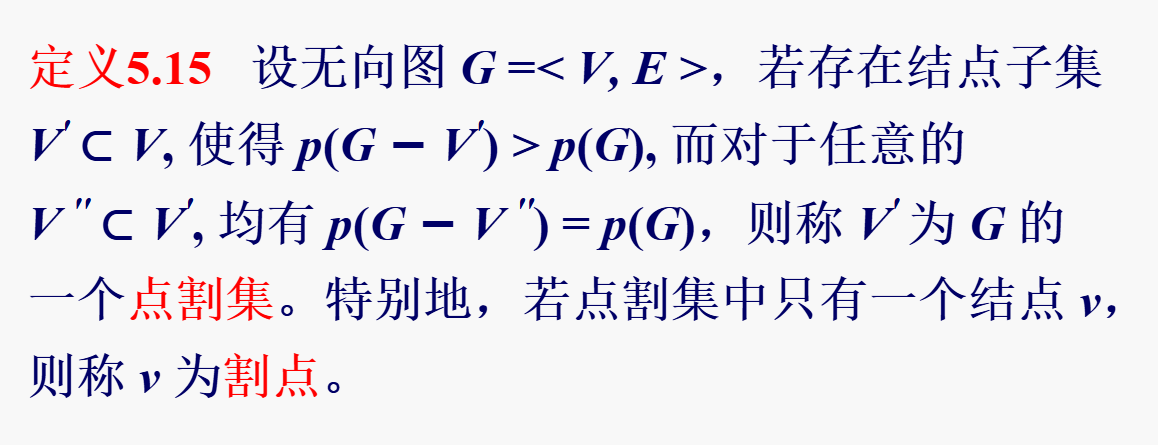 定义5.15 设无向图 G =< V, E >，若存在结点子集
V′ ⊂ V, 使得 p(G − V′) > p(G), 而对于任意的
V″ ⊂ V′, 均有 p(G − V″) = p(G)，则称 V′ 为 G 的
一个点割集。特别地，若点割集中只有一个结点 v，
则称 v 为割点。